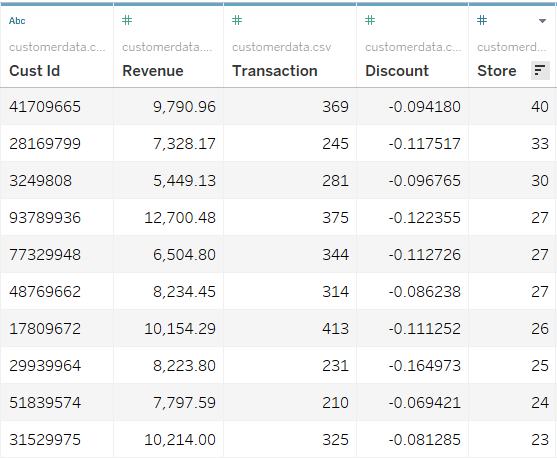 Abc # # # #
customerdata.c... customerdata.... customerdata.csv customerdata.c... customerd...
Cust Id Revenue Transaction Discount Store
41709665 9,790.96 369 -0.094180 40
28169799 7,328.17 245 -0.117517 33
3249808 5,449.13 281 -0.096765 30
93789936 12,700.48 375 -0.122355 27
77329948 6,504.80 344 -0.112726 27
48769662 8,234.45 314 -0.086238 27
17809672 10,154.29 413 -0.111252 26
29939964 8,223.80 231 -0.164973 25
51839574 7,797.59 210 -0.069421 24
31529975 10,214.00 325 -0.081285 23